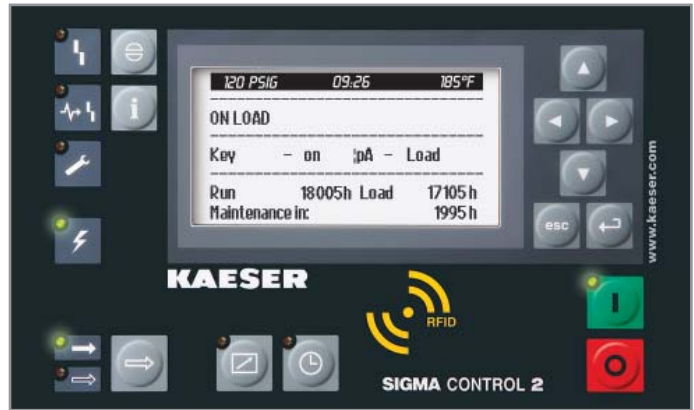 120 PSIG 09:26 185°F
ON LOAD
Key - on ¦pA - Load
Run 18005h Load 17105h
Maintenance in: 1995h
esc
www.kaeser.com
KAESER
RFID
SIGMA CONTROL 2